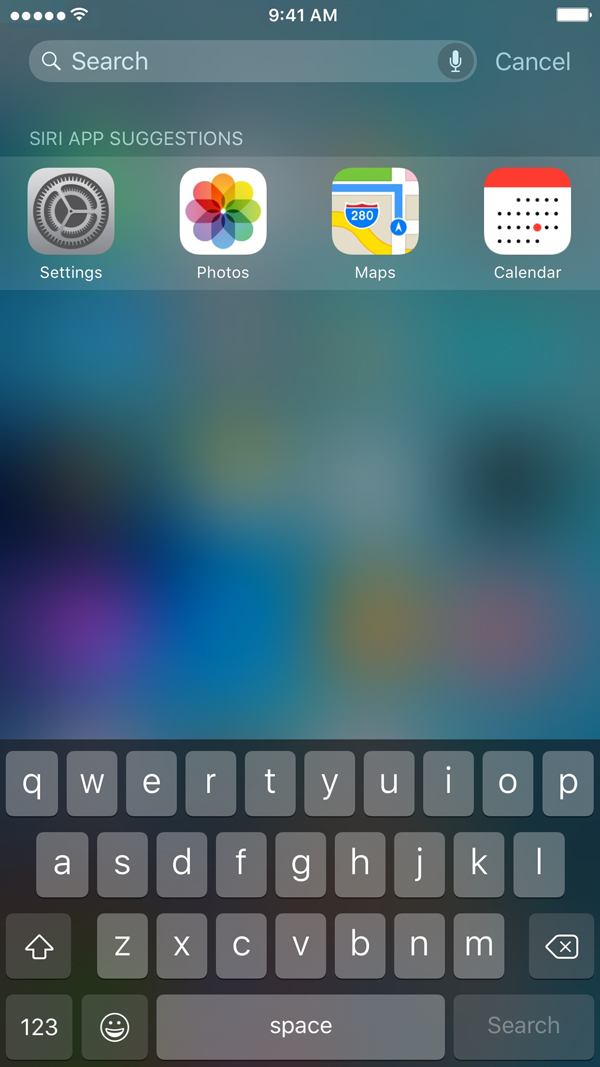 9:41 AM
Search
Cancel
SIRI APP SUGGESTIONS
280
Settings Photos Maps Calendar
q w e r t y u i o p
a s d f g h j k l
z x c v b n m
123 space Search